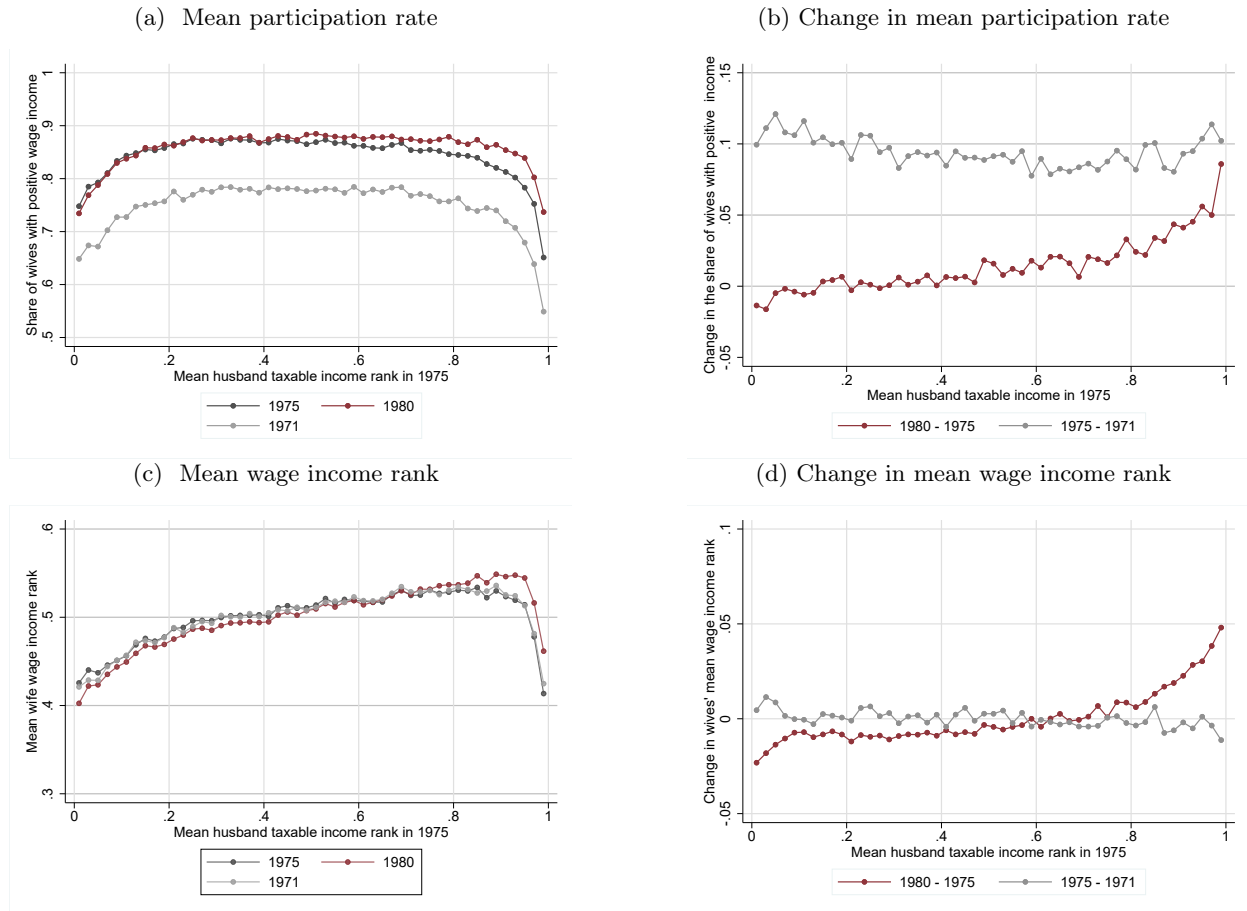 (a) Mean participation rate
Share of wives with positive wage income
1
.9
.8
.7
.6
.5
0 .2 .4 .6 .8 1
Mean husband taxable income rank in 1975
1975 1980
1971
(b) Change in mean participation rate
Change in the share of wives with positive income
.15
.1
.05
0
-.05
0 .2 .4 .6 .8 1
Mean husband taxable income in 1975
1980 - 1975 1975 - 1971
(c) Mean wage income rank
Mean wife wage income rank
.6
.5
.4
.3
0 .2 .4 .6 .8 1
Mean husband taxable income rank in 1975
1975 1980
1971
(d) Change in mean wage income rank
Change in wives' mean wage income rank
.1
.05
0
-.05
0 .2 .4 .6 .8 1
Mean husband taxable income rank in 1975
1980 - 1975 1975 - 1971